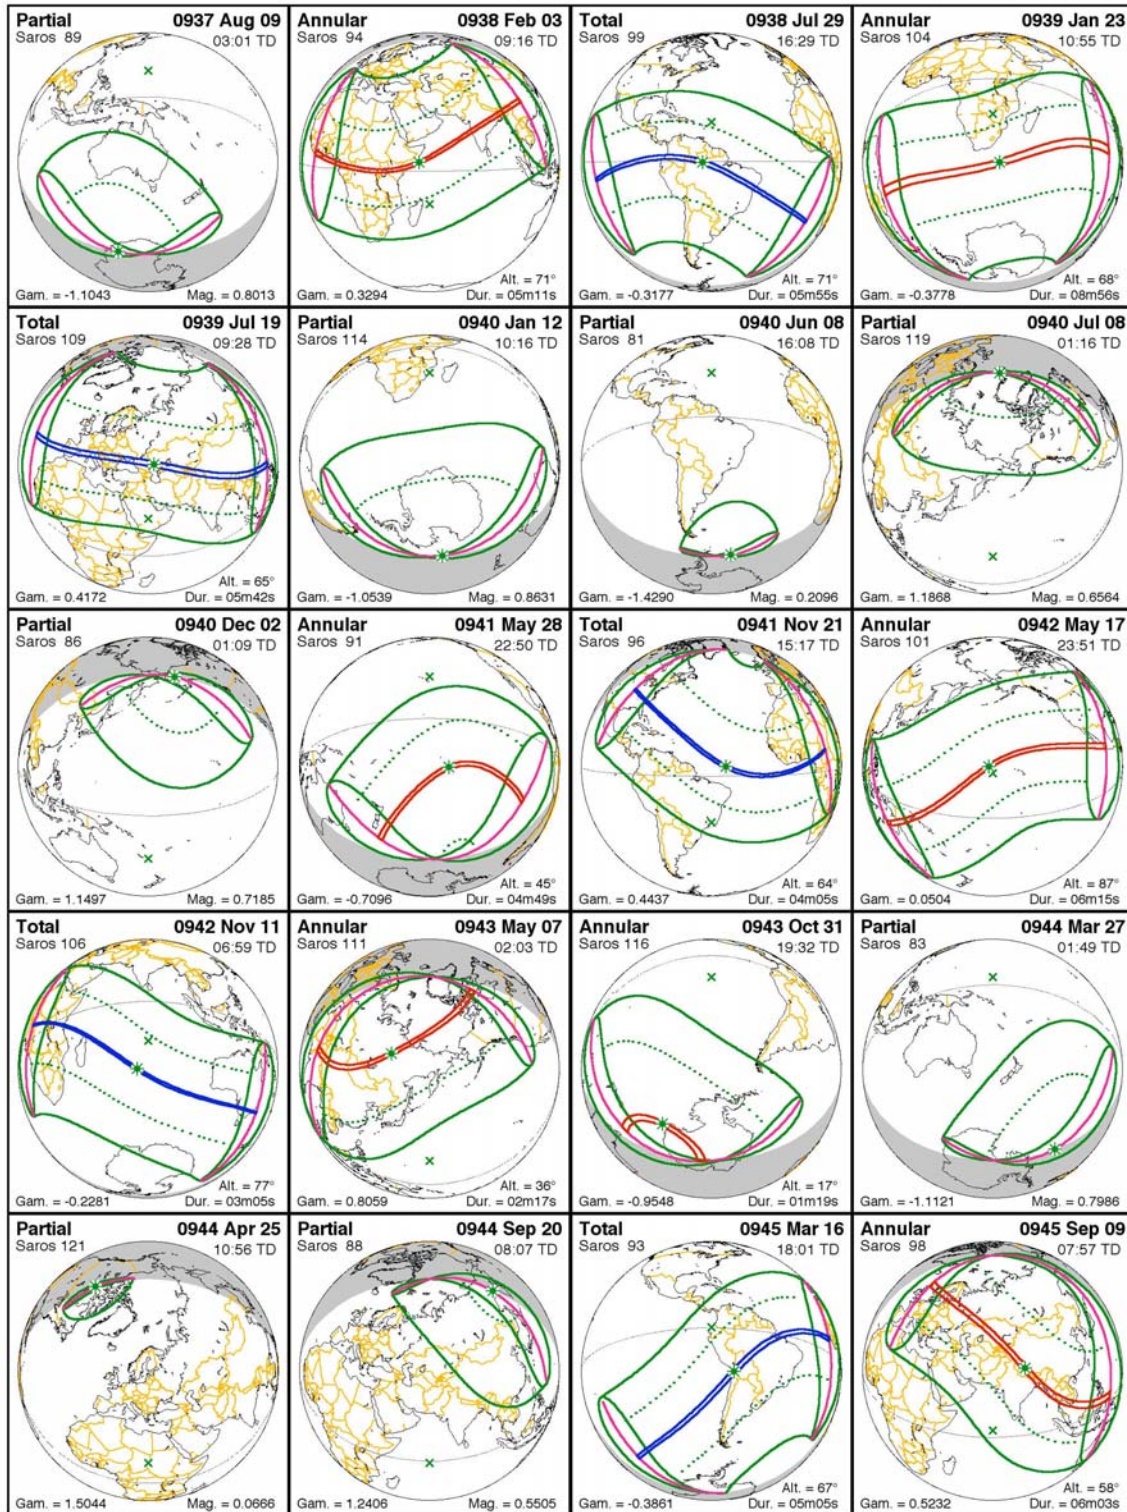 Partial 0937 Aug 09
Saros 89 03:01 TD
Gam. = -1.1043 Mag. = 0.8013
Annular 0938 Feb 03
Saros 94 09:16 TD
Alt. = 71°
Gam. = 0.3294 Dur. = 05m11s
Total 0938 Jul 29
Saros 99 16:29 TD
Alt. = 71°
Gam. = -0.3177 Dur. = 05m55s
Annular 0939 Jan 23
Saros 104 10:55 TD
Alt. = 68°
Gam. = -0.3778 Dur. = 08m56s
Total 0939 Jul 19
Saros 109 09:28 TD
Alt. = 65°
Gam. = 0.4172 Dur. = 05m42s
Partial 0940 Jan 12
Saros 114 10:16 TD
Gam. = -1.0539 Mag. = 0.8631
Partial 0940 Jun 08
Saros 81 16:08 TD
Gam. = -1.4290 Mag. = 0.2096
Partial 0940 Jul 08
Saros 119 01:16 TD
Gam. = 1.1868 Mag. = 0.6564
Partial 0940 Dec 02
Saros 86 01:09 TD
Gam. = 1.1497 Mag. = 0.7185
Annular 0941 May 28
Saros 91 22:50 TD
Alt. = 45°
Gam. = -0.7096 Dur. = 04m49s
Total 0941 Nov 21
Saros 96 15:17 TD
Alt. = 64°
Gam. = 0.4437 Dur. = 04m05s
Annular 0942 May 17
Saros 101 23:51 TD
Alt. = 87°
Gam. = 0.0504 Dur. = 06m15s
Total 0942 Nov 11
Saros 106 06:59 TD
Alt. = 77°
Gam. = -0.2281 Dur. = 03m05s
Annular 0943 May 07
Saros 111 02:03 TD
Alt. = 36°
Gam. = 0.8059 Dur. = 02m17s
Annular 0943 Oct 31
Saros 116 19:32 TD
Alt. = 17°
Gam. = -0.9548 Dur. = 01m19s
Partial 0944 Mar 27
Saros 83 01:49 TD
Gam. = -1.1121 Mag. = 0.7986
Partial 0944 Apr 25
Saros 121 10:56 TD
Gam. = 1.5044 Mag. = 0.0666
Partial 0944 Sep 20
Saros 88 08:07 TD
Gam. = 1.2406 Mag. = 0.5505
Total 0945 Mar 16
Saros 93 18:01 TD
Alt. = 67°
Gam. = -0.3861 Dur. = 05m05s
Annular 0945 Sep 09
Saros 98 07:57 TD
Alt. = 58°
Gam. = 0.5232 Dur. = 06m03s